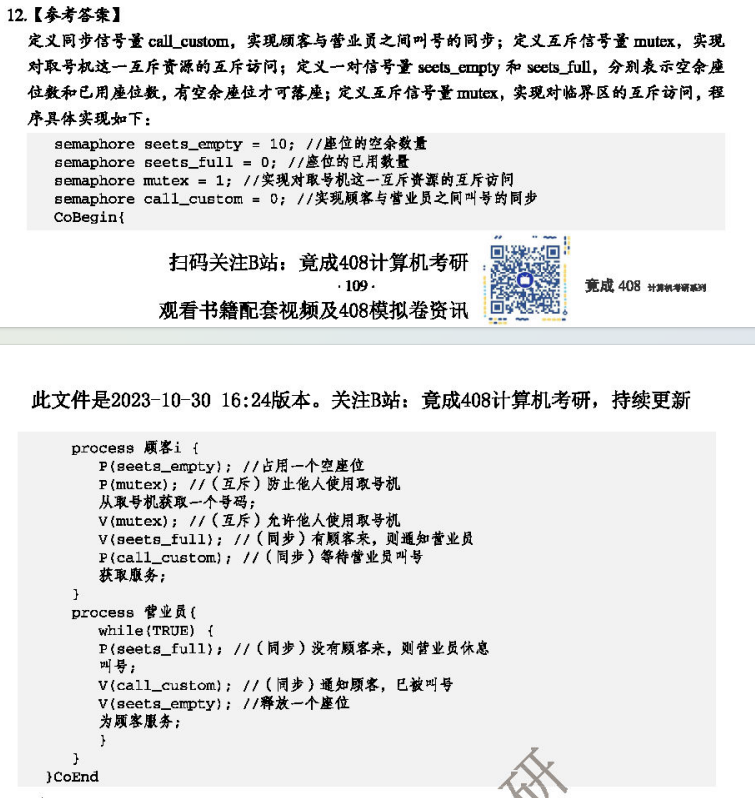 12.【参考答案】
定义同步信号量 call_custom，实现顾客与营业员之间叫号的同步；定义互斥信号量 mutex，实现
对取号机这一互斥资源的互斥访问；定义一对信号量 seets_empty 和 seets_full，分别表示空余座
位数和已用座位数，有空余座位才可落座；定义互斥信号量 mutex，实现对临界区的互斥访问，程
序具体实现如下：
semaphore seets_empty = 10; //座位的空余数量
semaphore seets_full = 0; //座位的已用数量
semaphore mutex = 1; //实现对取号机这一互斥资源的互斥访问
semaphore call_custom = 0; //实现顾客与营业员之间叫号的同步
CoBegin{
扫码关注B站：竟成408计算机考研
· 109 ·
观看书籍配套视频及408模拟卷资讯
竟成 408 计算机考研系列
此文件是2023-10-30 16:24版本。关注B站：竟成408计算机考研，持续更新
process 顾客i {
P(seets_empty); //占用一个空座位
P(mutex); //（互斥）防止他人使用取号机
从取号机获取一个号码;
V(mutex); //（互斥）允许他人使用取号机
V(seets_full); //（同步）有顾客来，则通知营业员
P(call_custom); //（同步）等待营业员叫号
获取服务;
}
process 营业员{
while(TRUE) {
P(seets_full); //（同步）没有顾客来，则营业员休息
叫号;
V(call_custom); //（同步）通知顾客，已被叫号
V(seets_empty); //释放一个座位
为顾客服务;
}
}
}CoEnd
研